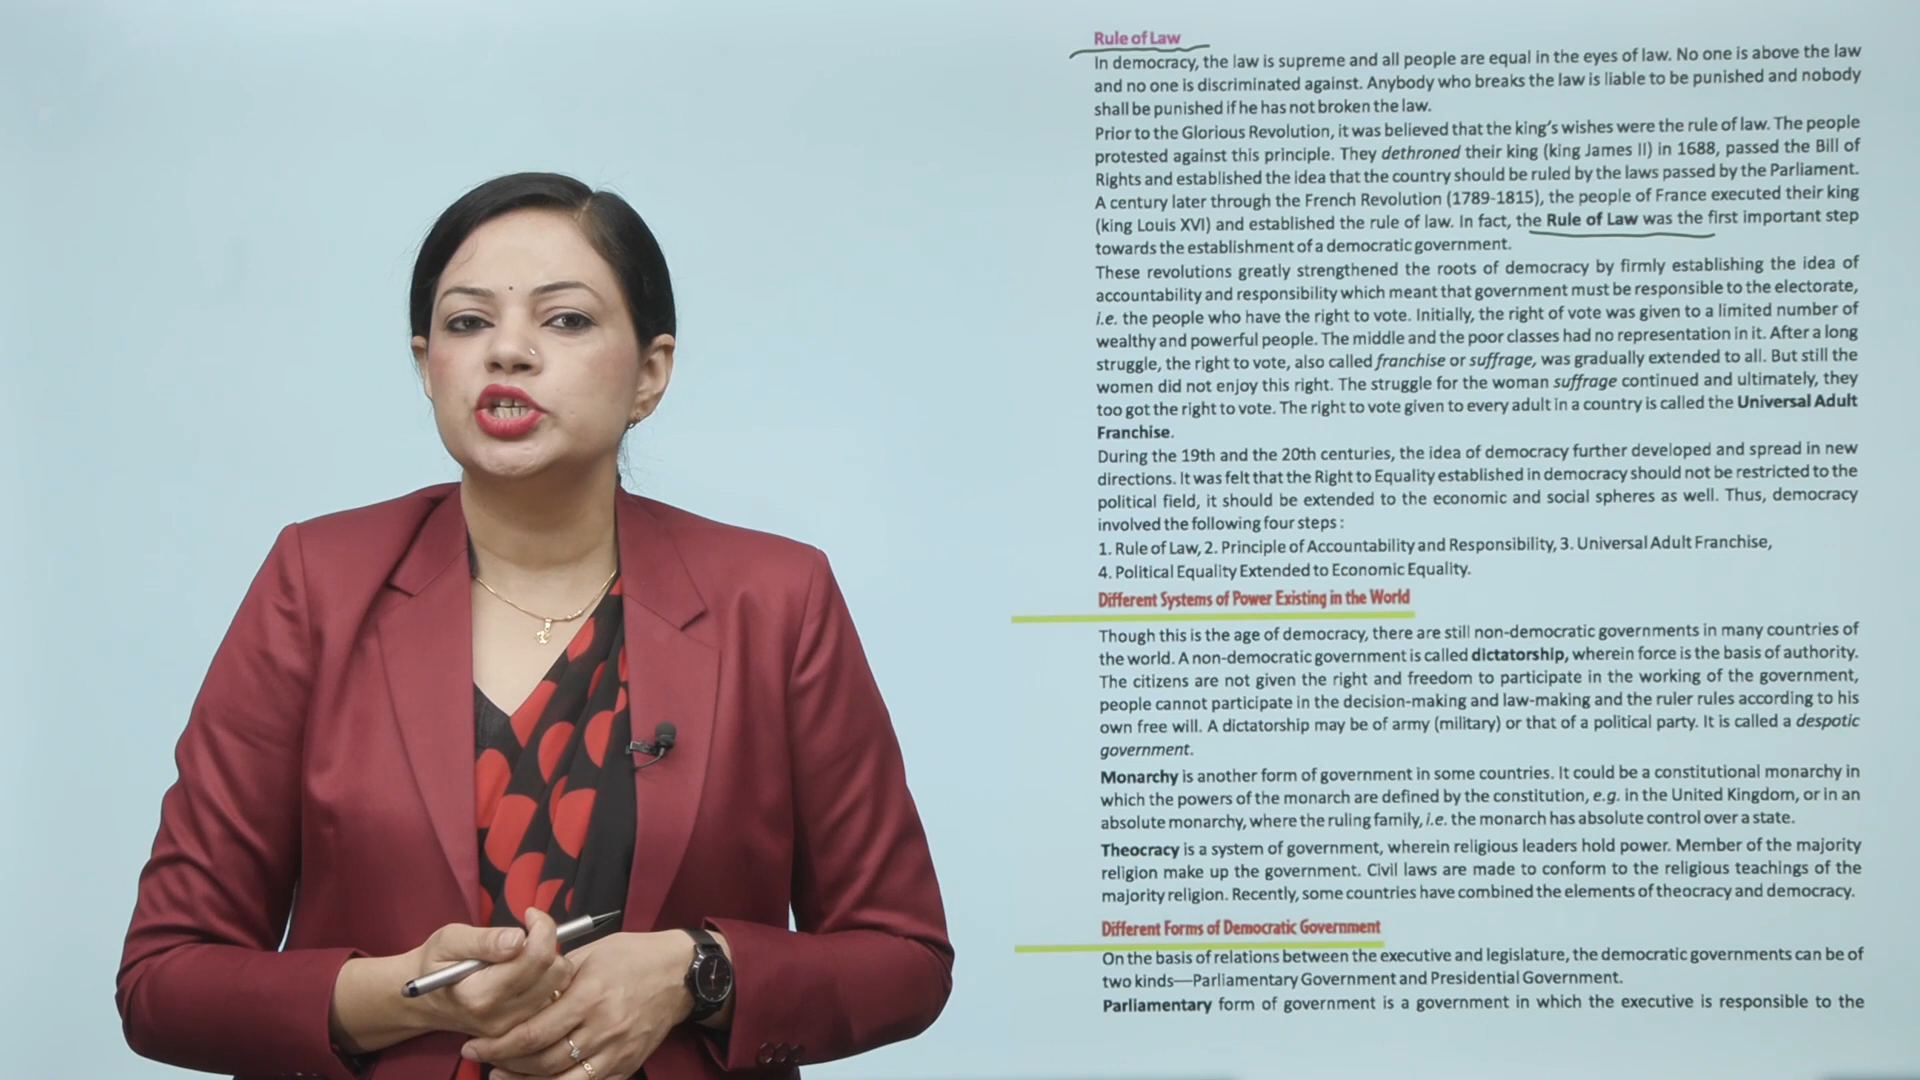 Rule of Law
In democracy, the law is supreme and all people are equal in the eyes of law. No one is above the law
and no one is discriminated against. Anybody who breaks the law is liable to be punished and nobody
shall be punished if he has not broken the law.
Prior to the Glorious Revolution, it was believed that the king's wishes were the rule of law. The people
protested against this principle. They dethroned their king (king James II) in 1688, passed the Bill of
Rights and established the idea that the country should be ruled by the laws passed by the Parliament.
A century later through the French Revolution (1789-1815), the people of France executed their king
(king Louis XVI) and established the rule of law. In fact, the Rule of Law was the first important step
towards the establishment of a democratic government.
These revolutions greatly strengthened the roots of democracy by firmly establishing the idea of
accountability and responsibility which meant that government must be responsible to the electorate,
i.e. the people who have the right to vote. Initially, the right of vote was given to a limited number of
wealthy and powerful people. The middle and the poor classes had no representation in it. After a long
struggle, the right to vote, also called franchise or suffrage, was gradually extended to all. But still the
women did not enjoy this right. The struggle for the woman suffrage continued and ultimately, they
too got the right to vote. The right to vote given to every adult in a country is called the Universal Adult
Franchise.
During the 19th and the 20th centuries, the idea of democracy further developed and spread in new
directions. It was felt that the Right to Equality established in democracy should not be restricted to the
political field, it should be extended to the economic and social spheres as well. Thus, democracy
involved the following four steps :
1. Rule of Law, 2. Principle of Accountability and Responsibility, 3. Universal Adult Franchise,
4. Political Equality Extended to Economic Equality.
Different Systems of Power Existing in the World
Though this is the age of democracy, there are still non-democratic governments in many countries of
the world. A non-democratic government is called dictatorship, wherein force is the basis of authority.
The citizens are not given the right and freedom to participate in the working of the government,
people cannot participate in the decision-making and law-making and the ruler rules according to his
own free will. A dictatorship may be of army (military) or that of a political party. It is called a despotic
government.
Monarchy is another form of government in some countries. It could be a constitutional monarchy in
which the powers of the monarch are defined by the constitution, e.g. in the United Kingdom, or in an
absolute monarchy, where the ruling family, i.e. the monarch has absolute control over a state.
Theocracy is a system of government, wherein religious leaders hold power. Member of the majority
religion make up the government. Civil laws are made to conform to the religious teachings of the
majority religion. Recently, some countries have combined the elements of theocracy and democracy.
Different Forms of Democratic Government
On the basis of relations between the executive and legislature, the democratic governments can be of
two kinds—Parliamentary Government and Presidential Government.
Parliamentary form of government is a government in which the executive is responsible to the